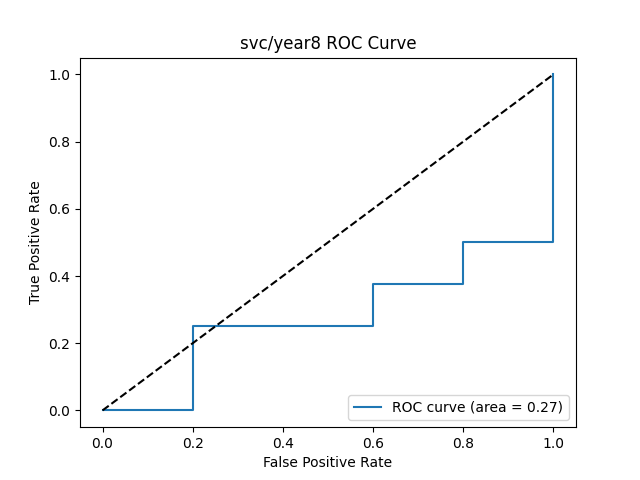 svc/year8 ROC Curve
True Positive Rate
1.0
0.8
0.6
0.4
0.2
0.0
0.0 0.2 0.4 0.6 0.8 1.0
False Positive Rate
ROC curve (area = 0.27)